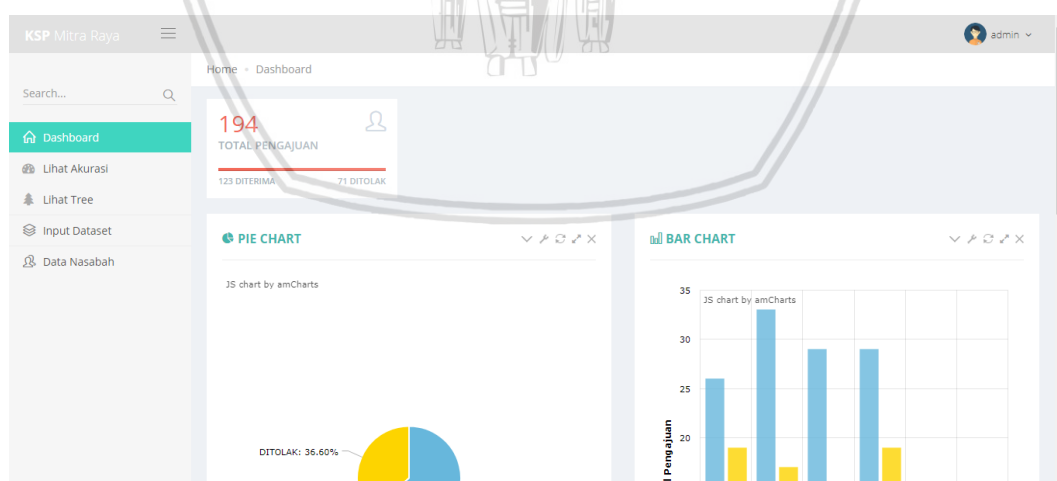 KSP Mitra Raya
admin
Home Dashboard
Search...
Dashboard
Lihat Akurasi
Lihat Tree
Input Dataset
Data Nasabah
194
TOTAL PENGAJUAN
123 DITERIMA 71 DITOLAK
PIE CHART
JS chart by amCharts
DITOLAK: 36.60%
BAR CHART
JS chart by amCharts
35
30
25
20
Pengajuan